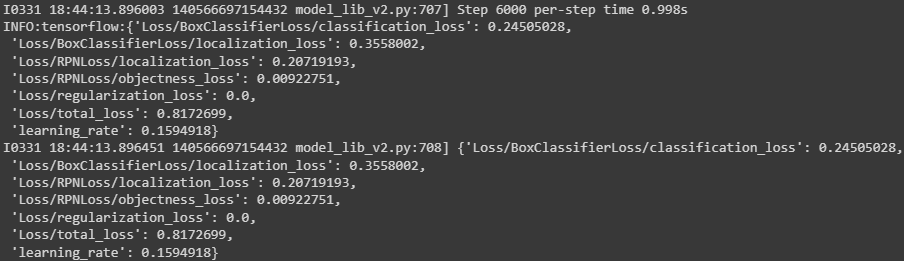 I0331 18:44:13.896003 140566697154432 model_lib_v2.py:707] Step 6000 per-step time 0.998s
INFO:tensorflow:{'Loss/BoxClassifierLoss/classification_loss': 0.24505028,
 'Loss/BoxClassifierLoss/localization_loss': 0.3558002,
 'Loss/RPNLoss/localization_loss': 0.20719193,
 'Loss/RPNLoss/objectness_loss': 0.00922751,
 'Loss/regularization_loss': 0.0,
 'Loss/total_loss': 0.8172699,
 'learning_rate': 0.1594918}
I0331 18:44:13.896451 140566697154432 model_lib_v2.py:708] {'Loss/BoxClassifierLoss/classification_loss': 0.24505028,
 'Loss/BoxClassifierLoss/localization_loss': 0.3558002,
 'Loss/RPNLoss/localization_loss': 0.20719193,
 'Loss/RPNLoss/objectness_loss': 0.00922751,
 'Loss/regularization_loss': 0.0,
 'Loss/total_loss': 0.8172699,
 'learning_rate': 0.1594918}